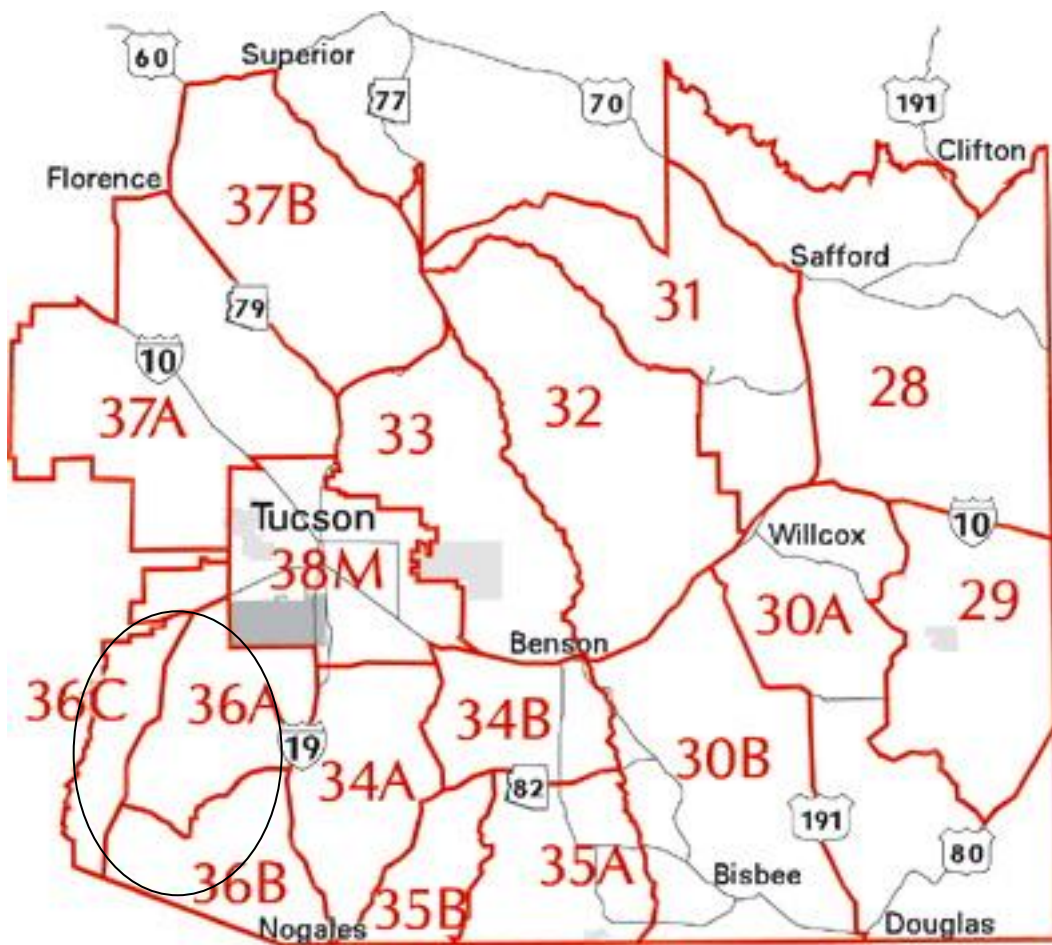 60
Superior
77
70
191
Clifton
Florence
37B
Safford
79
31
10
28
37A
33
32
Tucson
10
Willcox
38M
29
30A
Benson
36C
36A
34B
19
30B
34A
82
191
80
36B
35B
35A
Bisbee
Nogales
Douglas